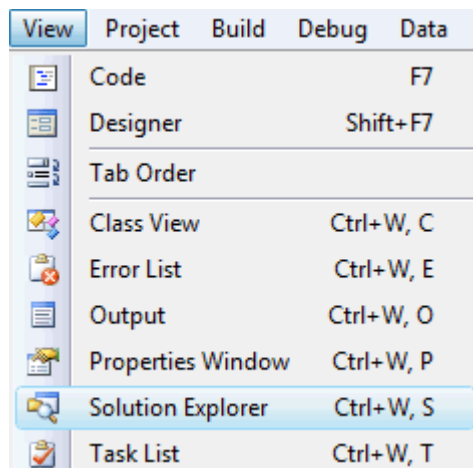 View Project Build Debug Data
Code F7
Designer Shift+F7
Tab Order
Class View Ctrl+W, C
Error List Ctrl+W, E
Output Ctrl+W, O
Properties Window Ctrl+W, P
Solution Explorer Ctrl+W, S
Task List Ctrl+W, T